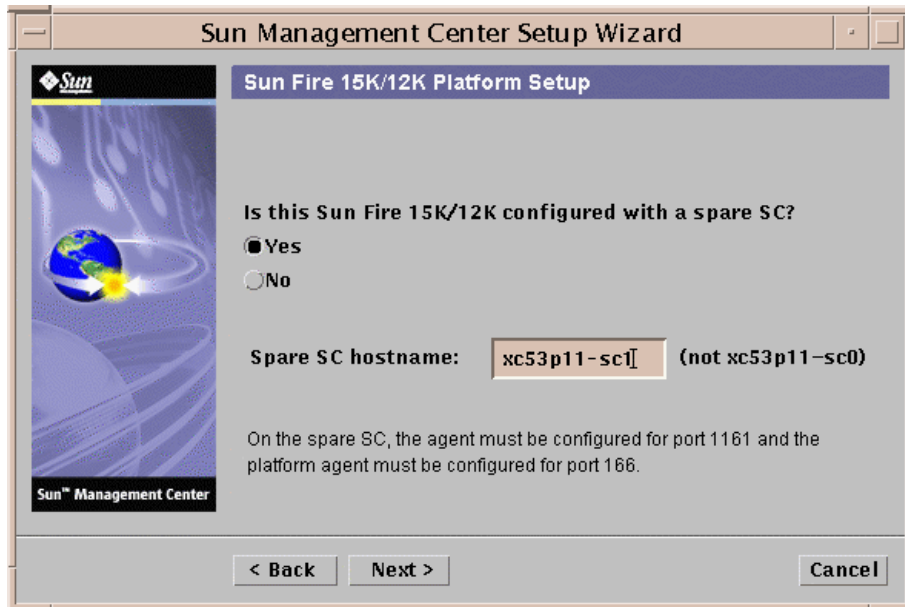 Sun Management Center Setup Wizard
Sun
Sun Fire 15K/12K Platform Setup
Is this Sun Fire 15K/12K configured with a spare SC?
Yes
No
Spare SC hostname: xc53p11-sc1 (not xc53p11-sc0)
On the spare SC, the agent must be configured for port 1161 and the
platform agent must be configured for port 166.
Sun™ Management Center
< Back Next > Cancel